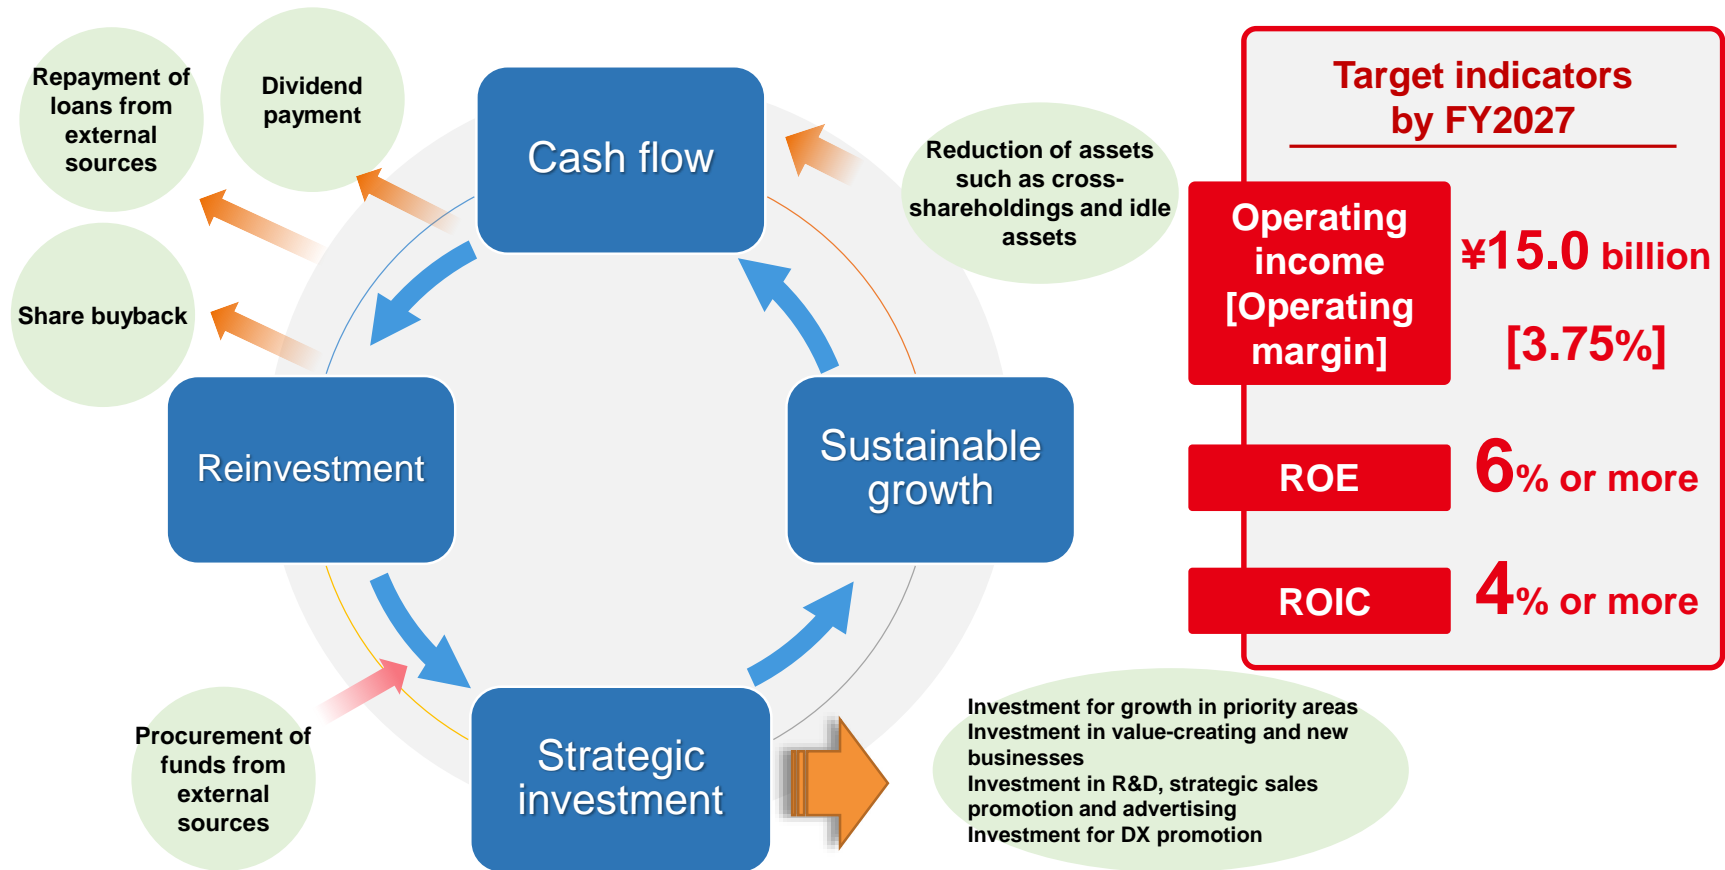 Repayment of
loans from
external
sources
Dividend
payment
Cash flow
Reduction of assets
such as cross-
shareholdings and idle
assets
Share buyback
Reinvestment
Sustainable
growth
Procurement of
funds from
external
sources
Strategic
investment
Investment for growth in priority areas
Investment in value-creating and new
businesses
Investment in R&D, strategic sales
promotion and advertising
Investment for DX promotion
Target indicators
by FY2027
Operating
income
[Operating
margin]
¥15.0 billion
[3.75%]
ROE
6% or more
ROIC
4% or more